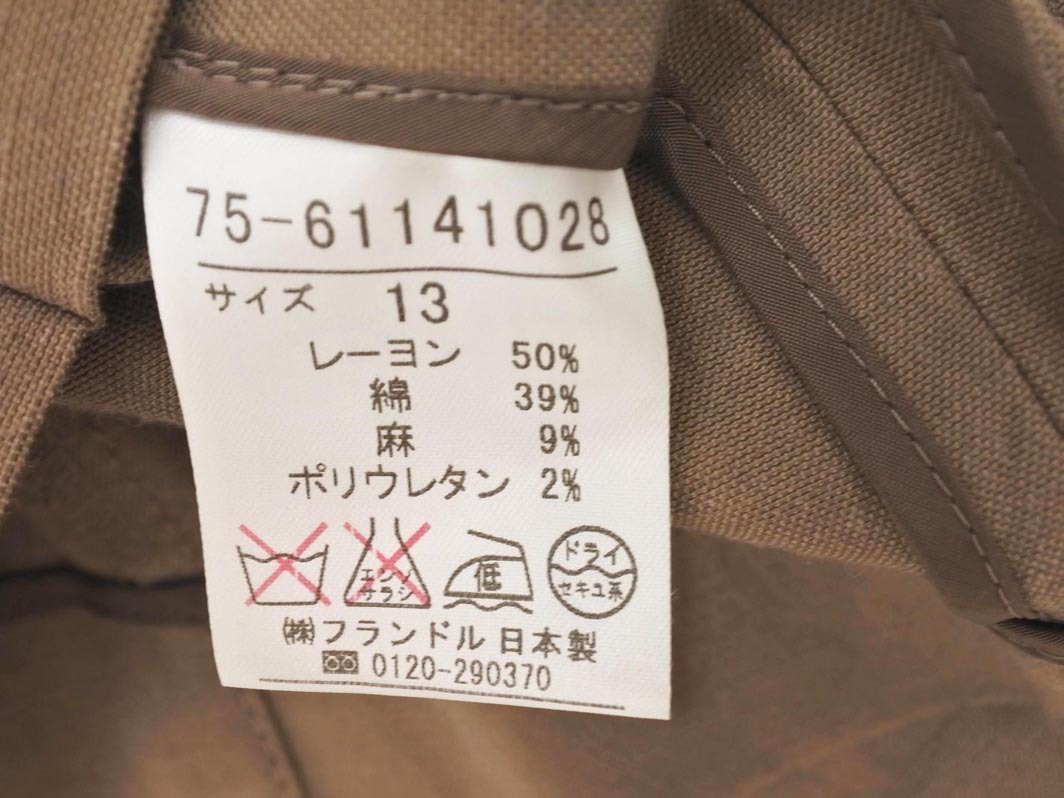 75-61141028
サイズ 13
レーヨン 50%
綿 39%
麻 9%
ポリウレタン 2%
エンソ
サラシ
低
ドライ
セキユ系
㈱フランドル 日本製
0120-290370